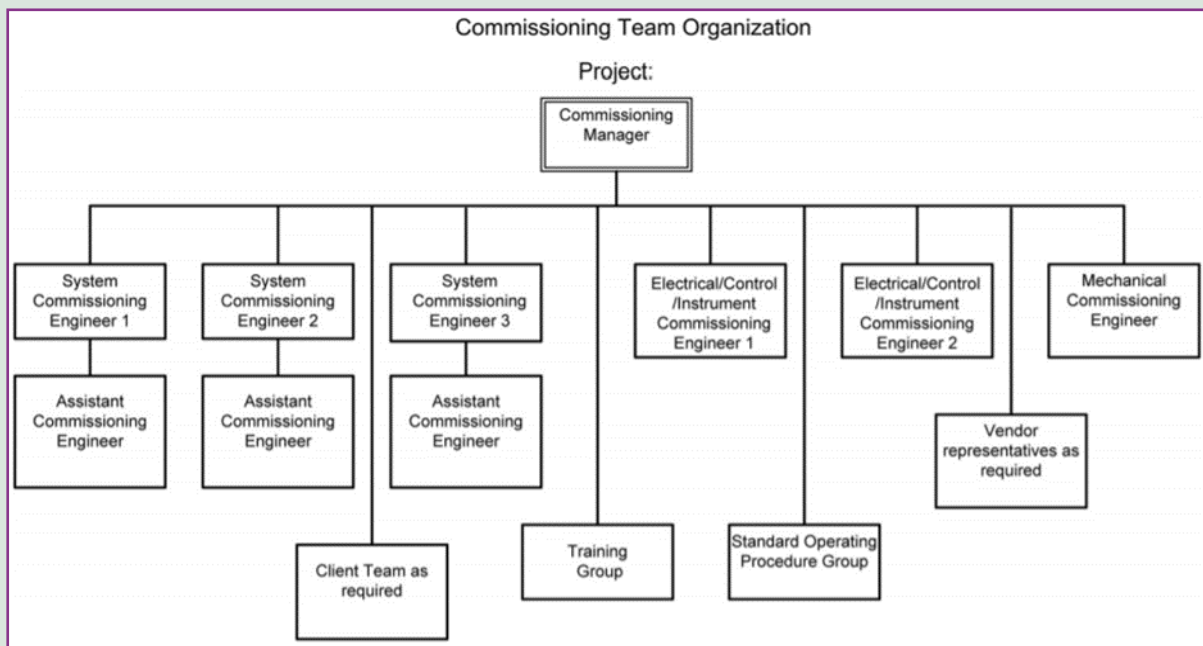 Commissioning Team Organization
Project:
Commissioning
Manager
System
Commissioning
Engineer 1
System
Commissioning
Engineer 2
System
Commissioning
Engineer 3
Electrical/Control
/Instrument
Commissioning
Engineer 1
Electrical/Control
/Instrument
Commissioning
Engineer 2
Mechanical
Commissioning
Engineer
Assistant
Commissioning
Engineer
Assistant
Commissioning
Engineer
Assistant
Commissioning
Engineer
Vendor
representatives as
required
Client Team as
required
Training
Group
Standard Operating
Procedure Group